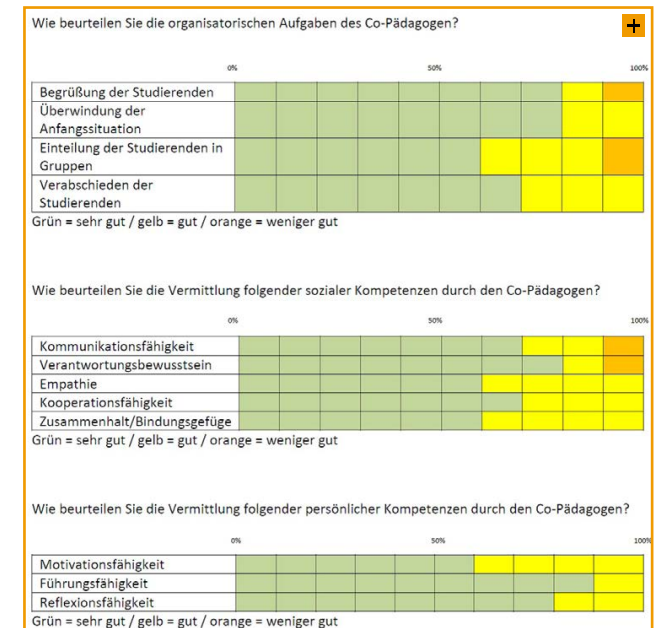 Wie beurteilen Sie die organisatorischen Aufgaben des Co-Pädagogen?
+
0% 50% 100%
Begrüßung der Studierenden
Überwindung der
Anfangssituation
Einteilung der Studierenden in
Gruppen
Verabschieden der
Studierenden
Grün = sehr gut / gelb = gut / orange = weniger gut
Wie beurteilen Sie die Vermittlung folgender sozialer Kompetenzen durch den Co-Pädagogen?
0% 50% 100%
Kommunikationsfähigkeit
Verantwortungsbewusstsein
Empathie
Kooperationsfähigkeit
Zusammenhalt/Bindungsgefüge
Grün = sehr gut / gelb = gut / orange = weniger gut
Wie beurteilen Sie die Vermittlung folgender persönlicher Kompetenzen durch den Co-Pädagogen?
0% 50% 100%
Motivationsfähigkeit
Führungsfähigkeit
Reflexionsfähigkeit
Grün = sehr gut / gelb = gut / orange = weniger gut